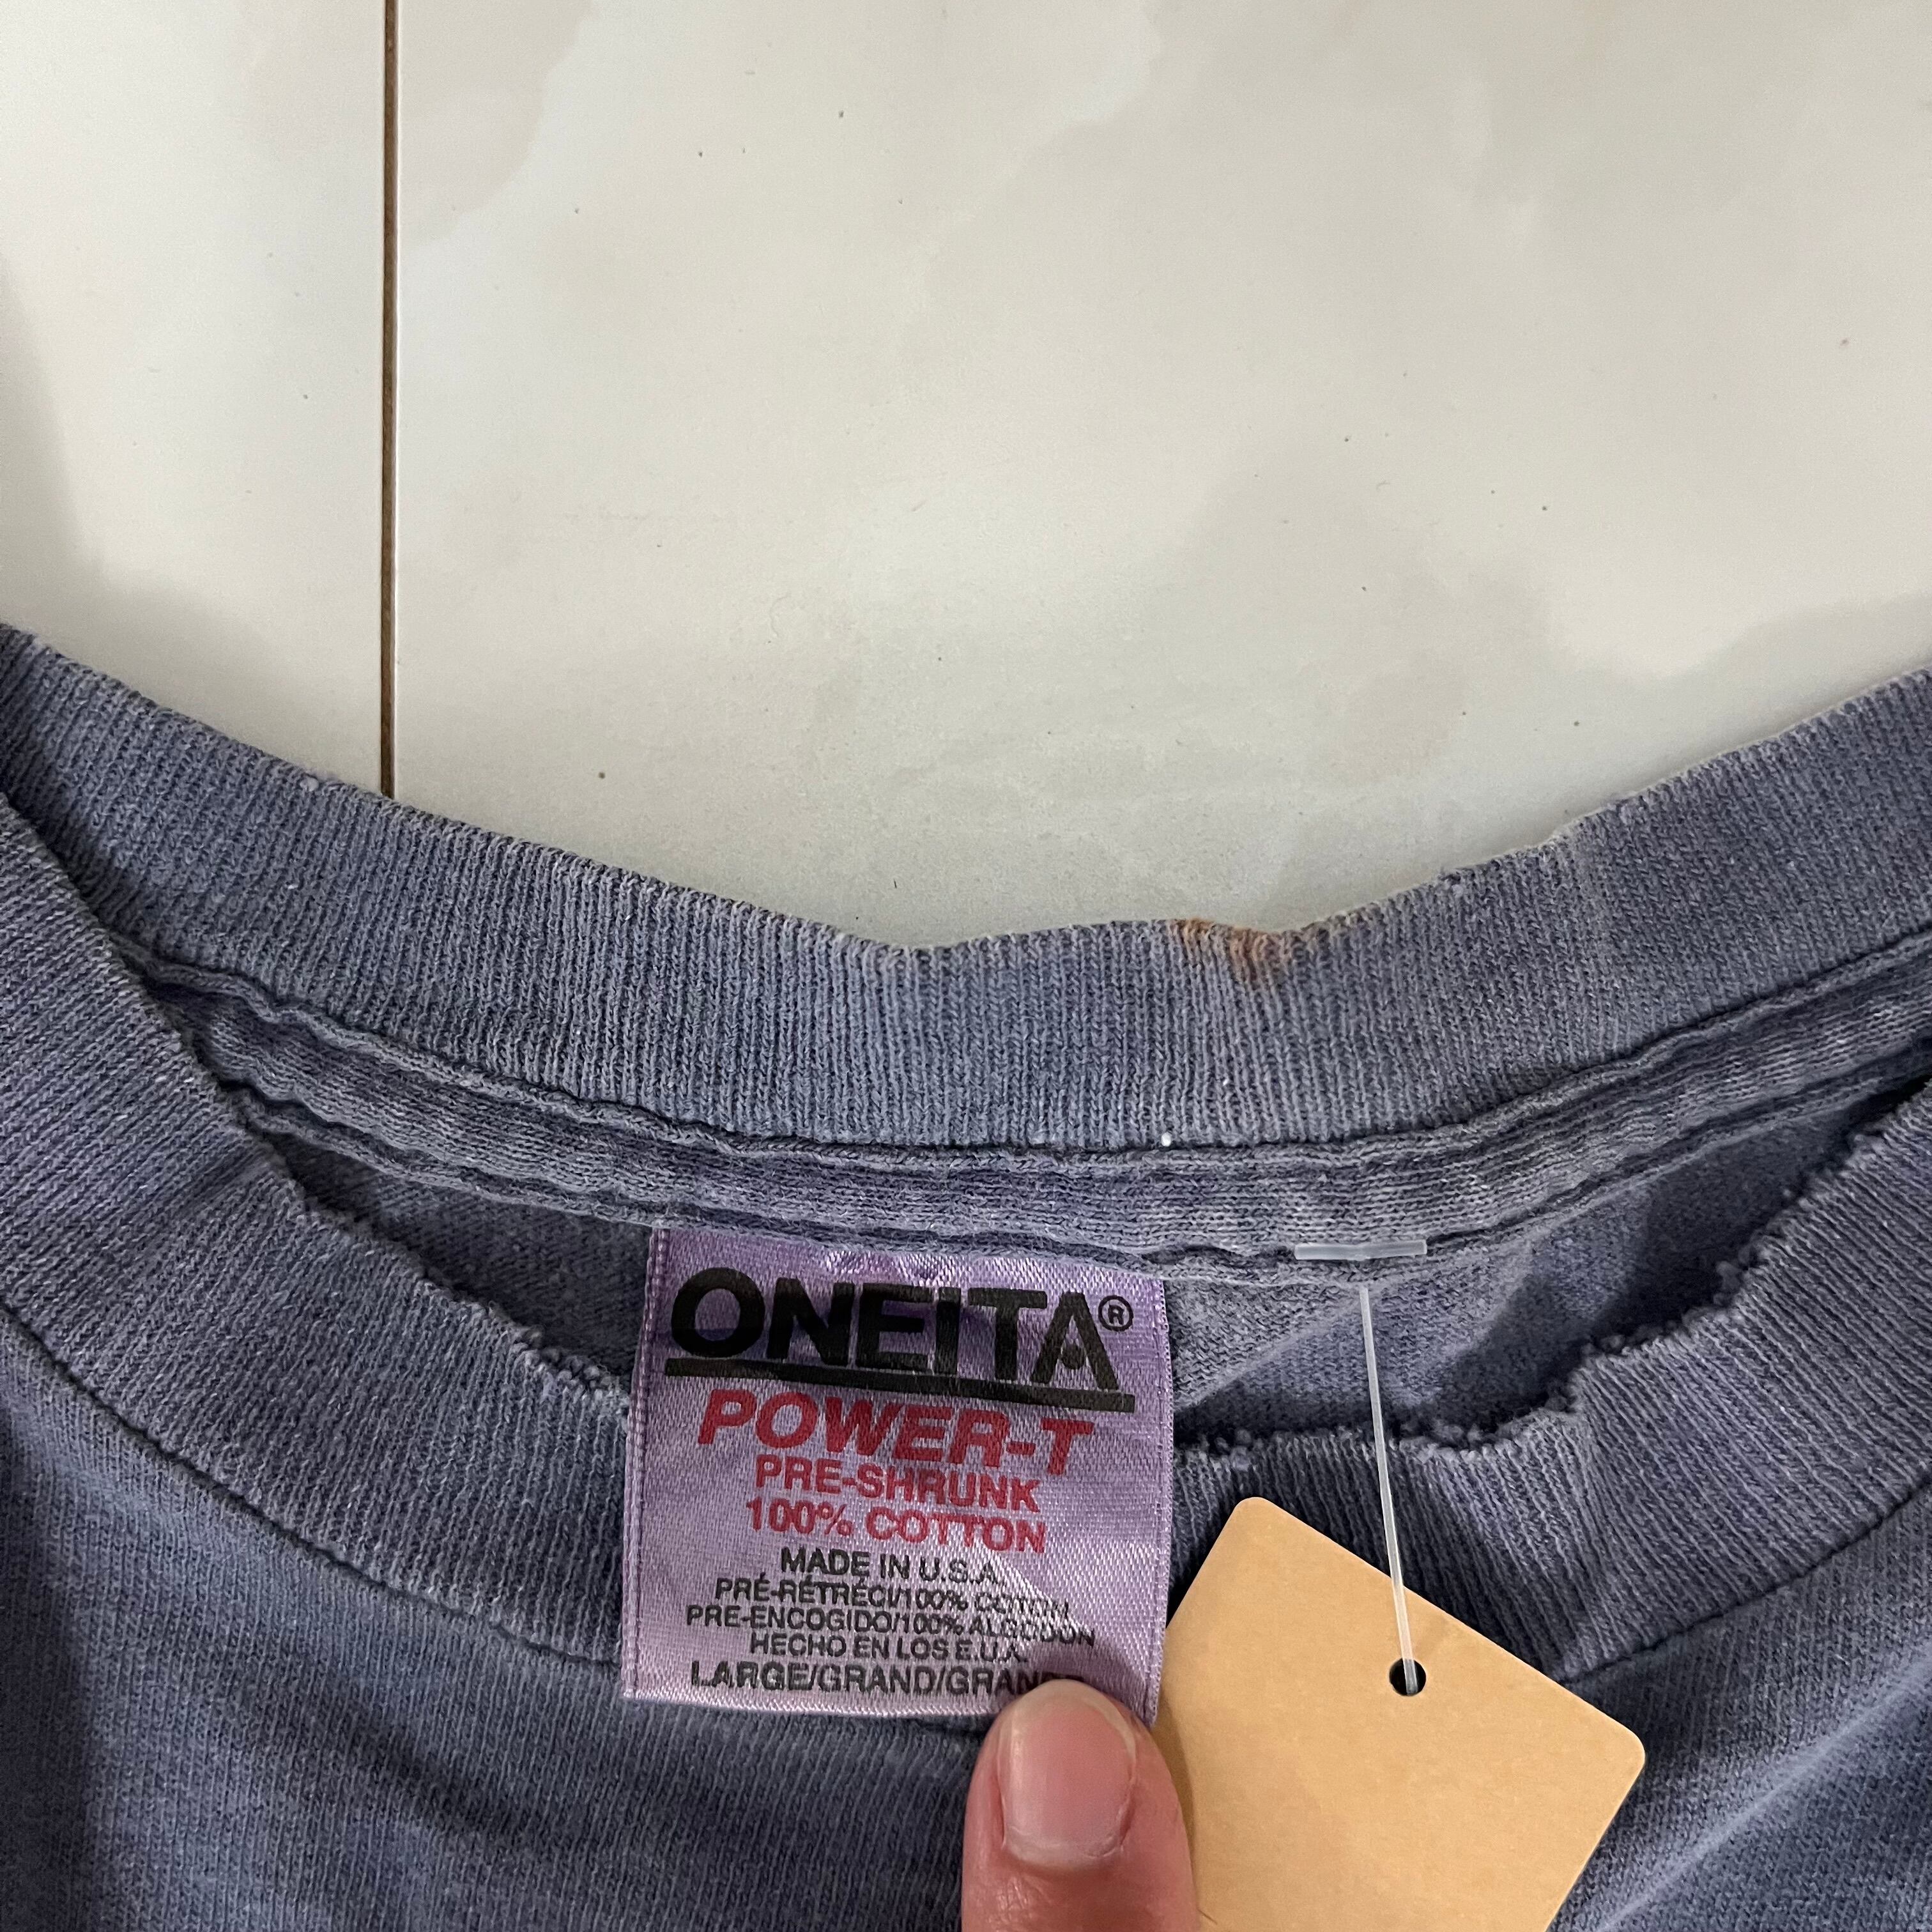 ONEITA®
POWER-T
PRE-SHRUNK
100% COTTON
MADE IN U.S.A.
PRÉ-RÉTRÉCI/100% COTON
PRE-ENCOGIDO/100% ALGODON
HECHO EN LOS E.U.A.
LARGE/GRAND/GRANDE